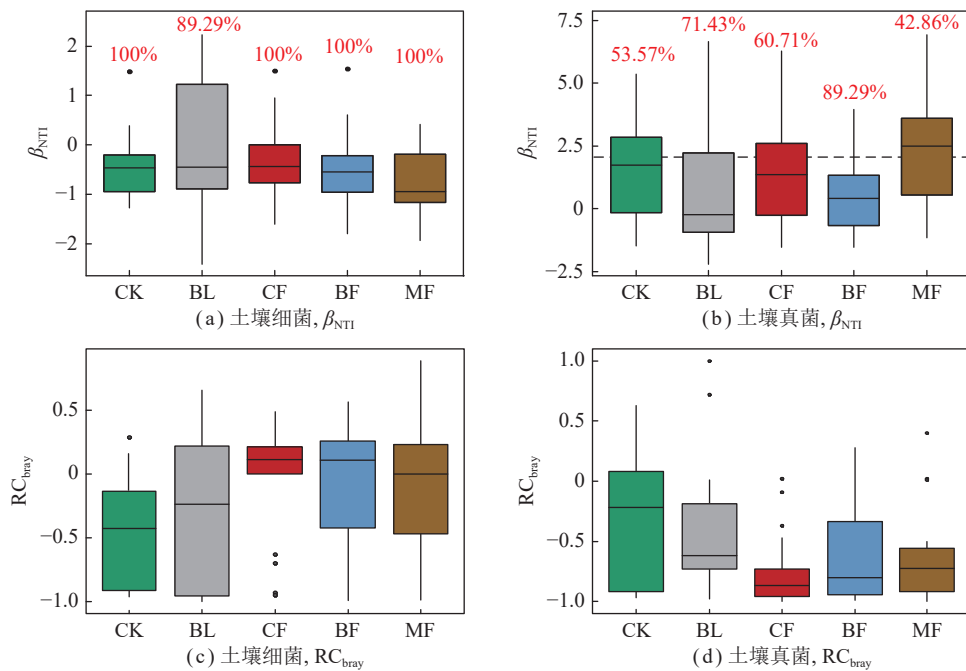 89.29%
100%
100%
100%
100%
2
1
0
−1
−2
βNTI
CK BL CF BF MF
(a) 土壤细菌, βNTI
53.57%
71.43%
60.71%
89.29%
42.86%
7.5
5.0
2.5
0
−2.5
βNTI
CK BL CF BF MF
(b) 土壤真菌, βNTI
0.5
0
−0.5
−1.0
RCbray
CK BL CF BF MF
(c) 土壤细菌, RCbray
1.0
0.5
0
−0.5
−1.0
RCbray
CK BL CF BF MF
(d) 土壤真菌, RCbray